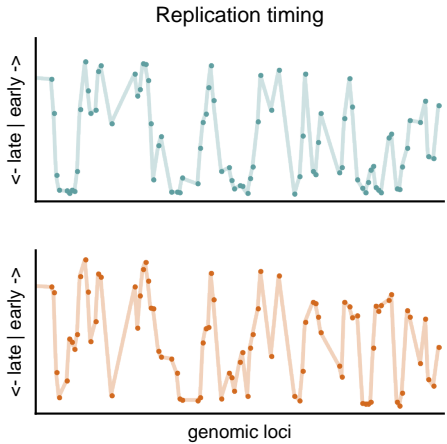 Replication timing
<- late | early ->
<- late | early ->
genomic loci